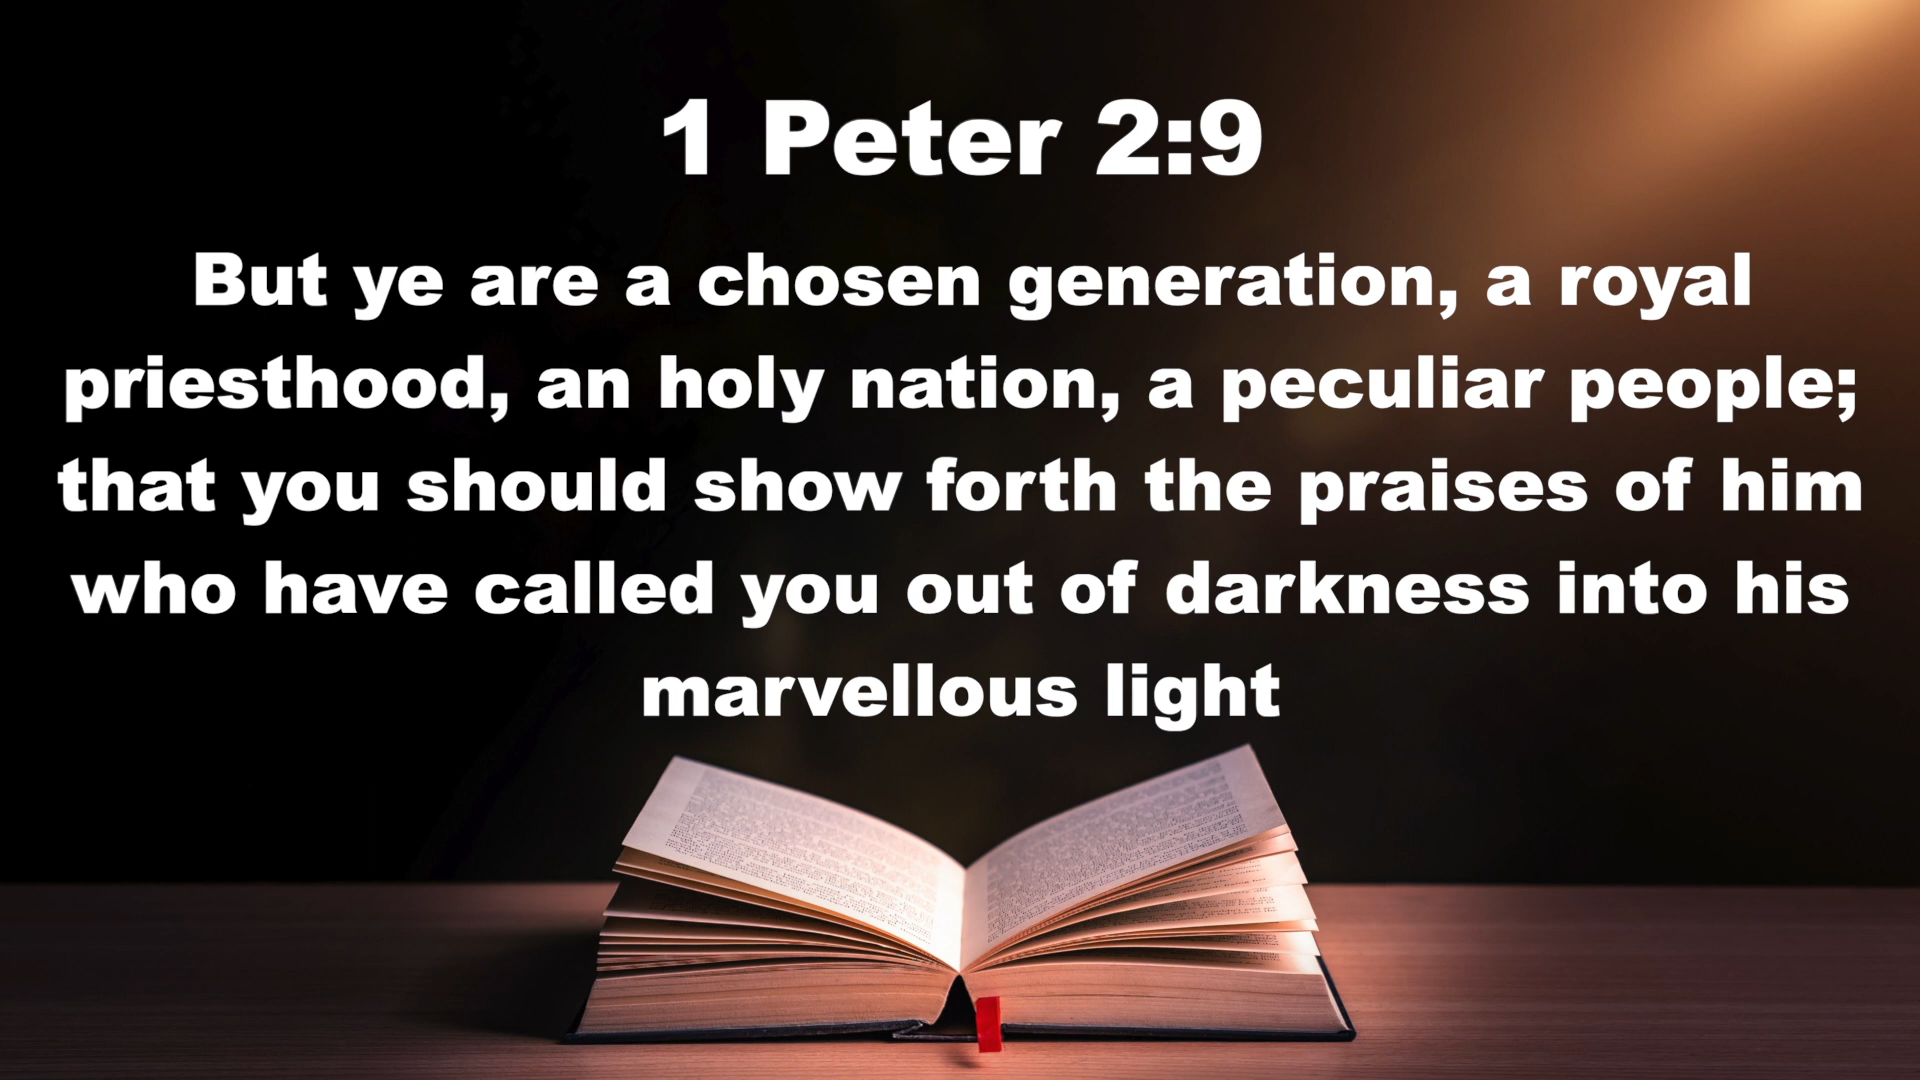 1 Peter 2:9
But ye are a chosen generation, a royal
priesthood, an holy nation, a peculiar people;
that you should show forth the praises of him
who have called you out of darkness into his
marvellous light